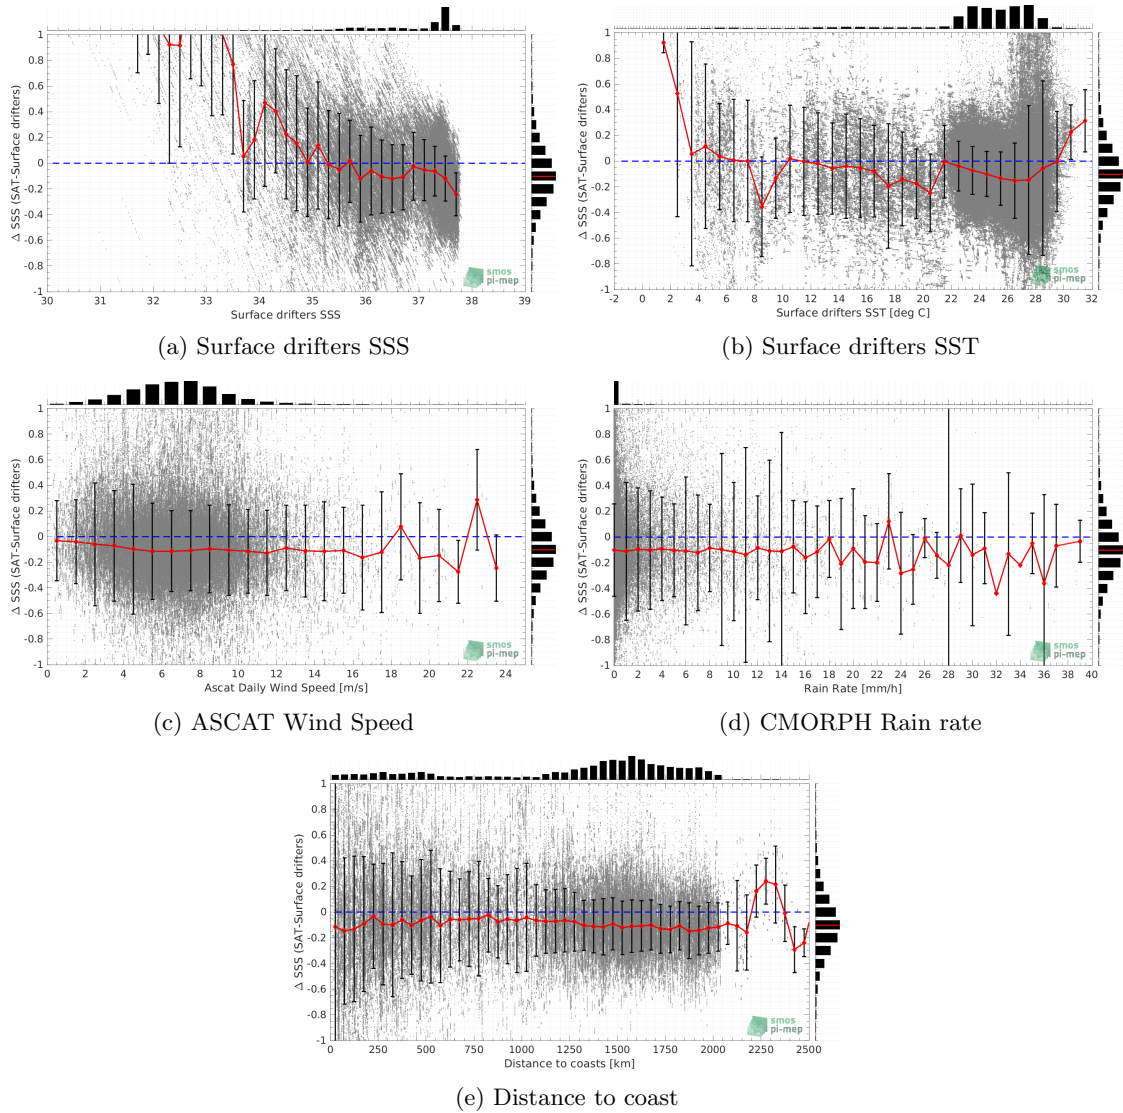 1
0.8
0.6
0.4
0.2
0
-0.2
-0.4
-0.6
-0.8
-1
Δ SSS (SAT-Surface drifters)
30 31 32 33 34 35 36 37 38 39
Surface drifters SSS
smos
pi-mep
(a) Surface drifters SSS
1
0.8
0.6
0.4
0.2
0
-0.2
-0.4
-0.6
-0.8
-1
Δ SSS (SAT-Surface drifters)
-2 0 2 4 6 8 10 12 14 16 18 20 22 24 26 28 30 32
Surface drifters SST [deg C]
smos
pi-mep
(b) Surface drifters SST
1
0.8
0.6
0.4
0.2
0
-0.2
-0.4
-0.6
-0.8
-1
Δ SSS (SAT-Surface drifters)
0 2 4 6 8 10 12 14 16 18 20 22 24
Ascat Daily Wind Speed [m/s]
smos
pi-mep
(c) ASCAT Wind Speed
1
0.8
0.6
0.4
0.2
0
-0.2
-0.4
-0.6
-0.8
-1
Δ SSS (SAT-Surface drifters)
0 2 4 6 8 10 12 14 16 18 20 22 24 26 28 30 32 34 36 38 40
Rain Rate [mm/h]
smos
pi-mep
(d) CMORPH Rain rate
1
0.8
0.6
0.4
0.2
0
-0.2
-0.4
-0.6
-0.8
-1
Δ SSS (SAT-Surface drifters)
0 250 500 750 1000 1250 1500 1750 2000 2250 2500
Distance to coasts [km]
smos
pi-mep
(e) Distance to coast